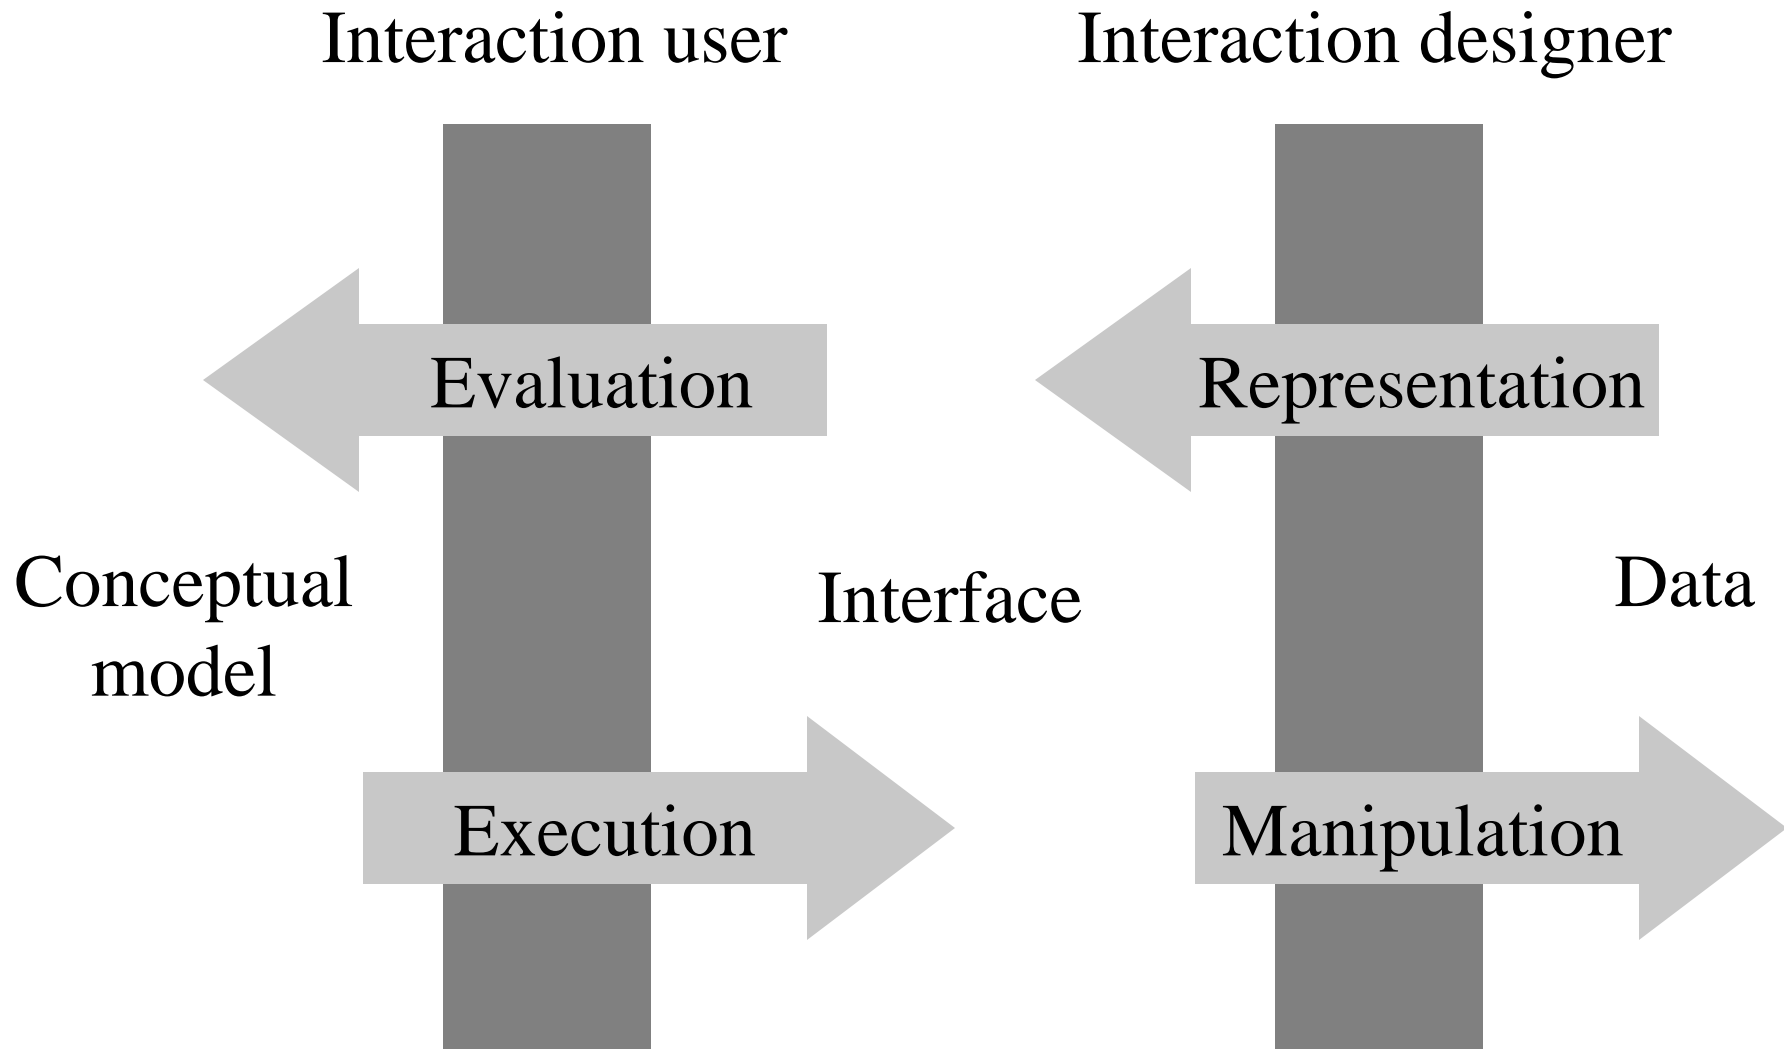 Interaction user
Interaction designer
Evaluation
Representation
Conceptual
model
Interface
Data
Execution
Manipulation